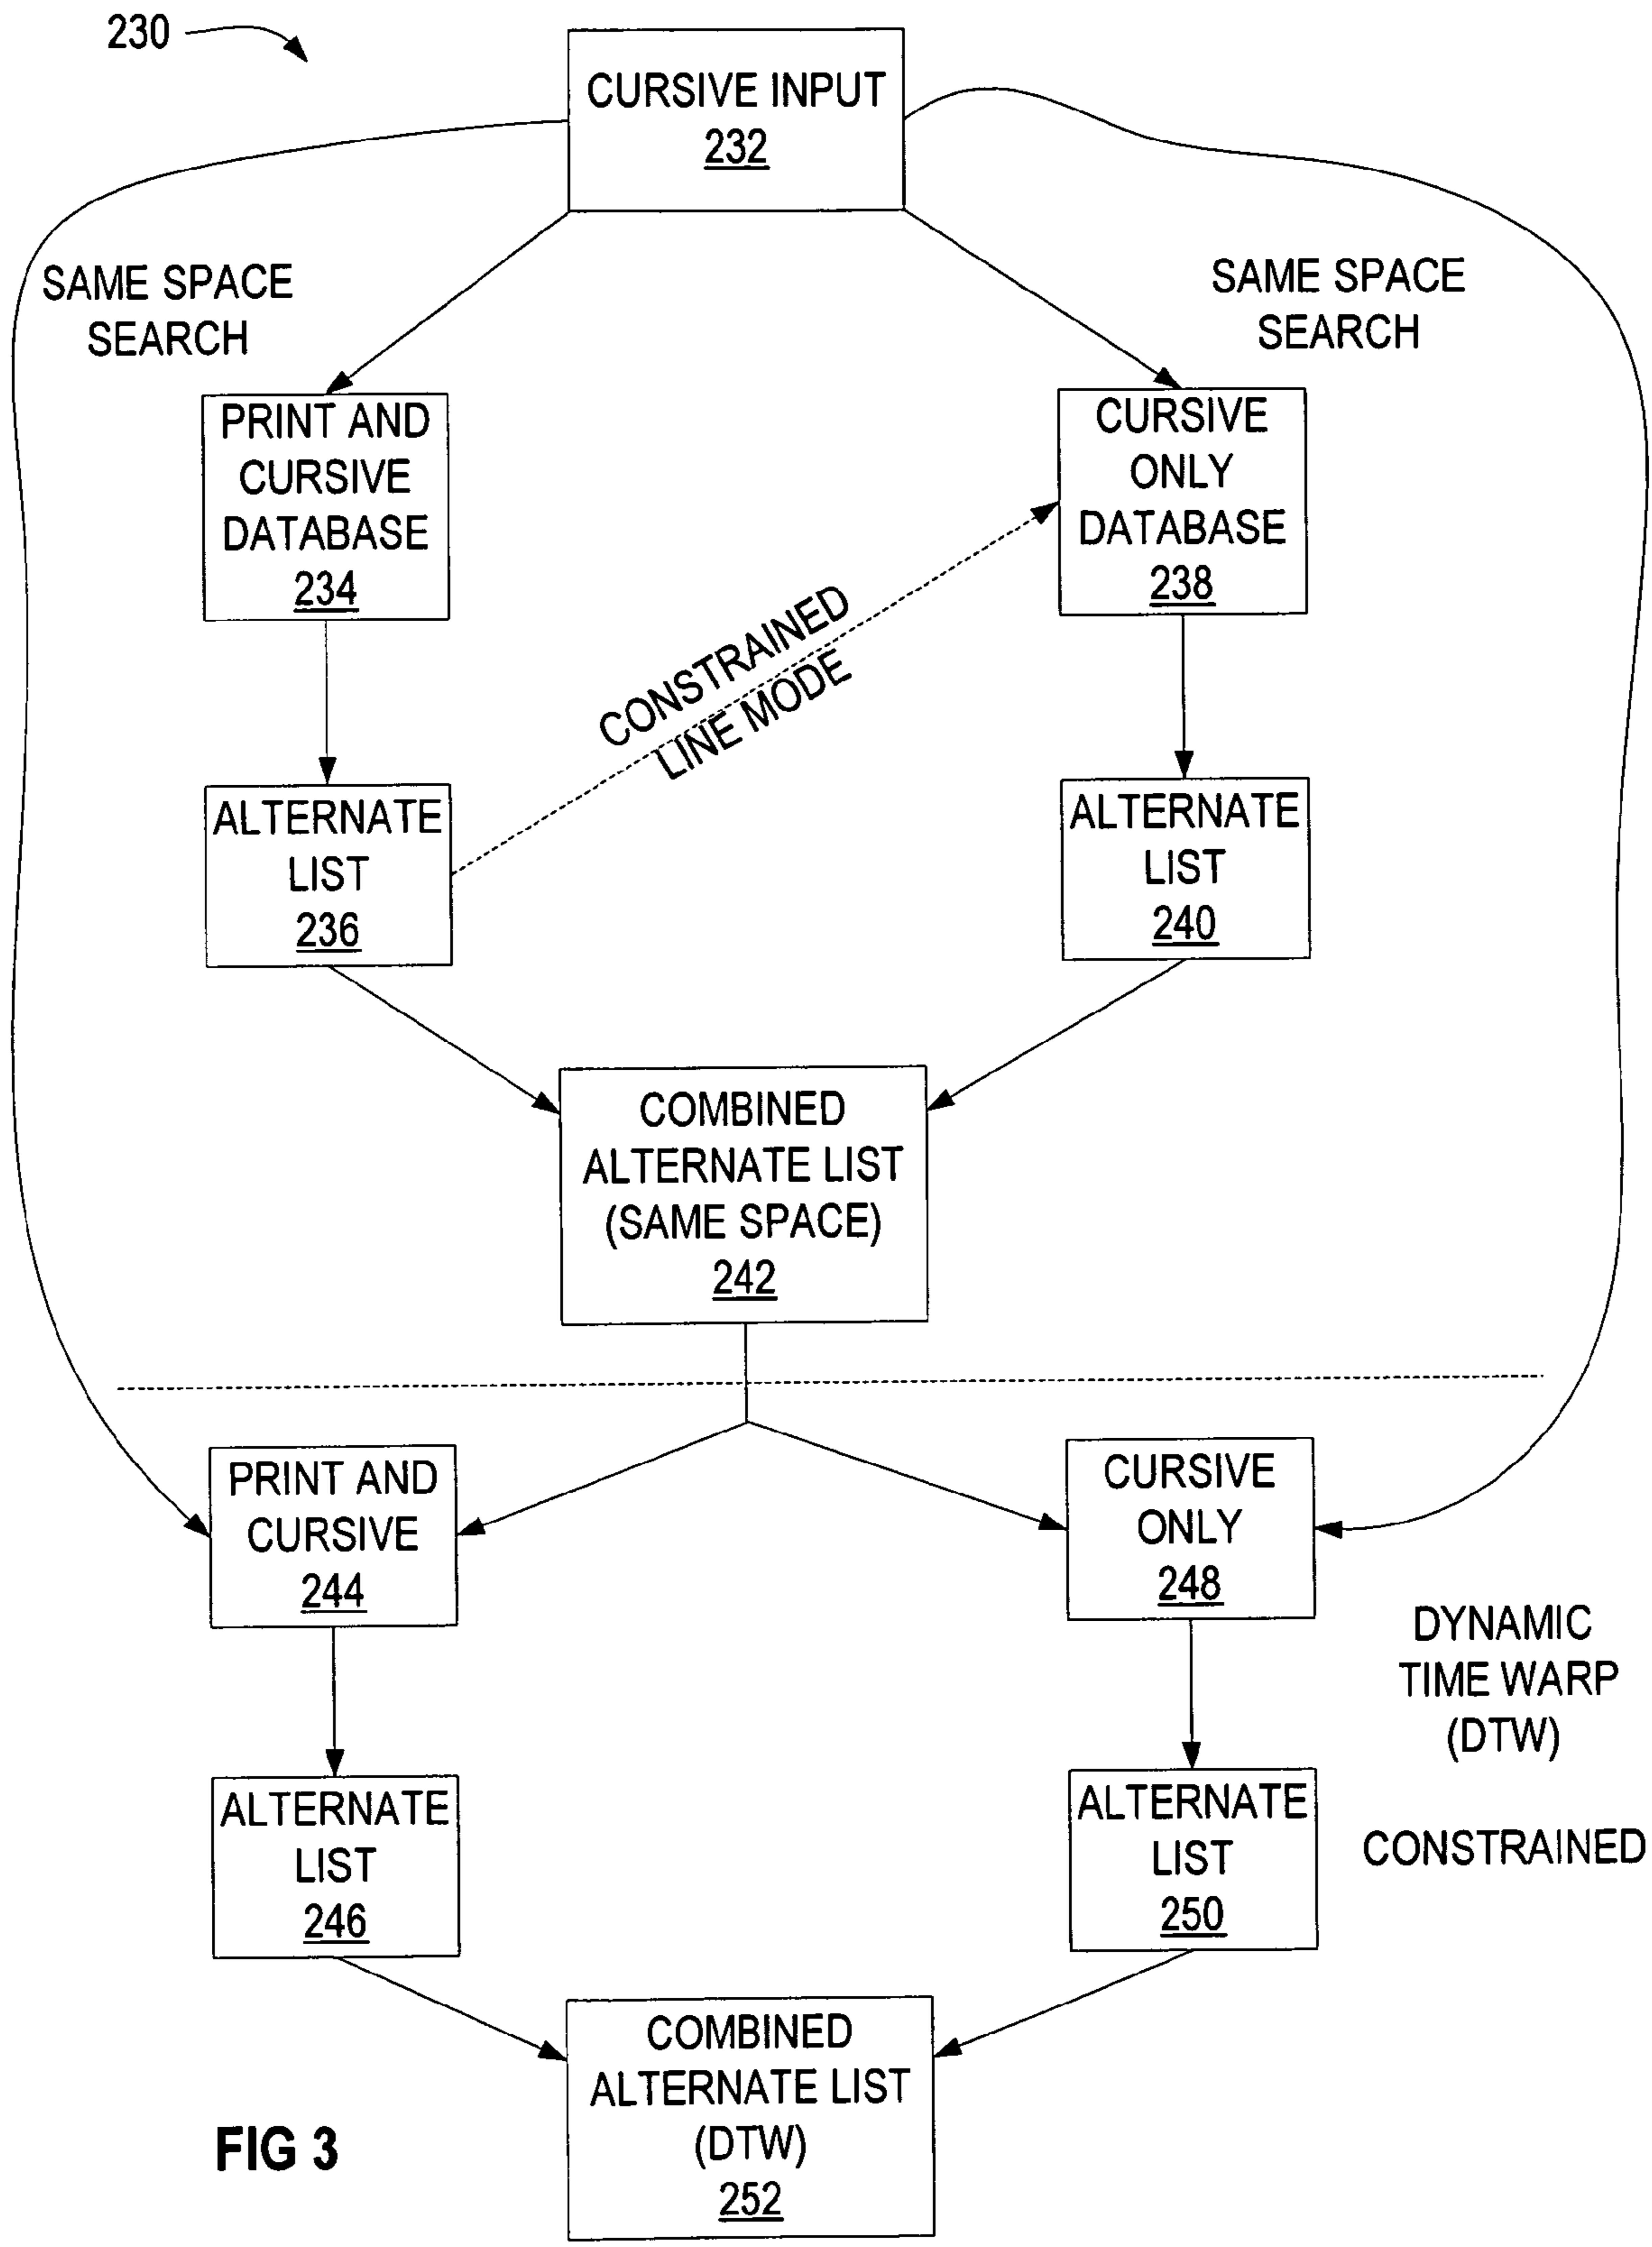 230
CURSIVE INPUT
232
SAME SPACE
SEARCH
SAME SPACE
SEARCH
PRINT AND
CURSIVE
DATABASE
234
CURSIVE
ONLY
DATABASE
238
CONSTRAINED
LINE MODE
ALTERNATE
LIST
236
ALTERNATE
LIST
240
COMBINED
ALTERNATE LIST
(SAME SPACE)
242
PRINT AND
CURSIVE
244
CURSIVE
ONLY
248
DYNAMIC
TIME WARP
(DTW)
ALTERNATE
LIST
246
ALTERNATE
LIST
250
CONSTRAINED
COMBINED
ALTERNATE LIST
(DTW)
252
FIG 3